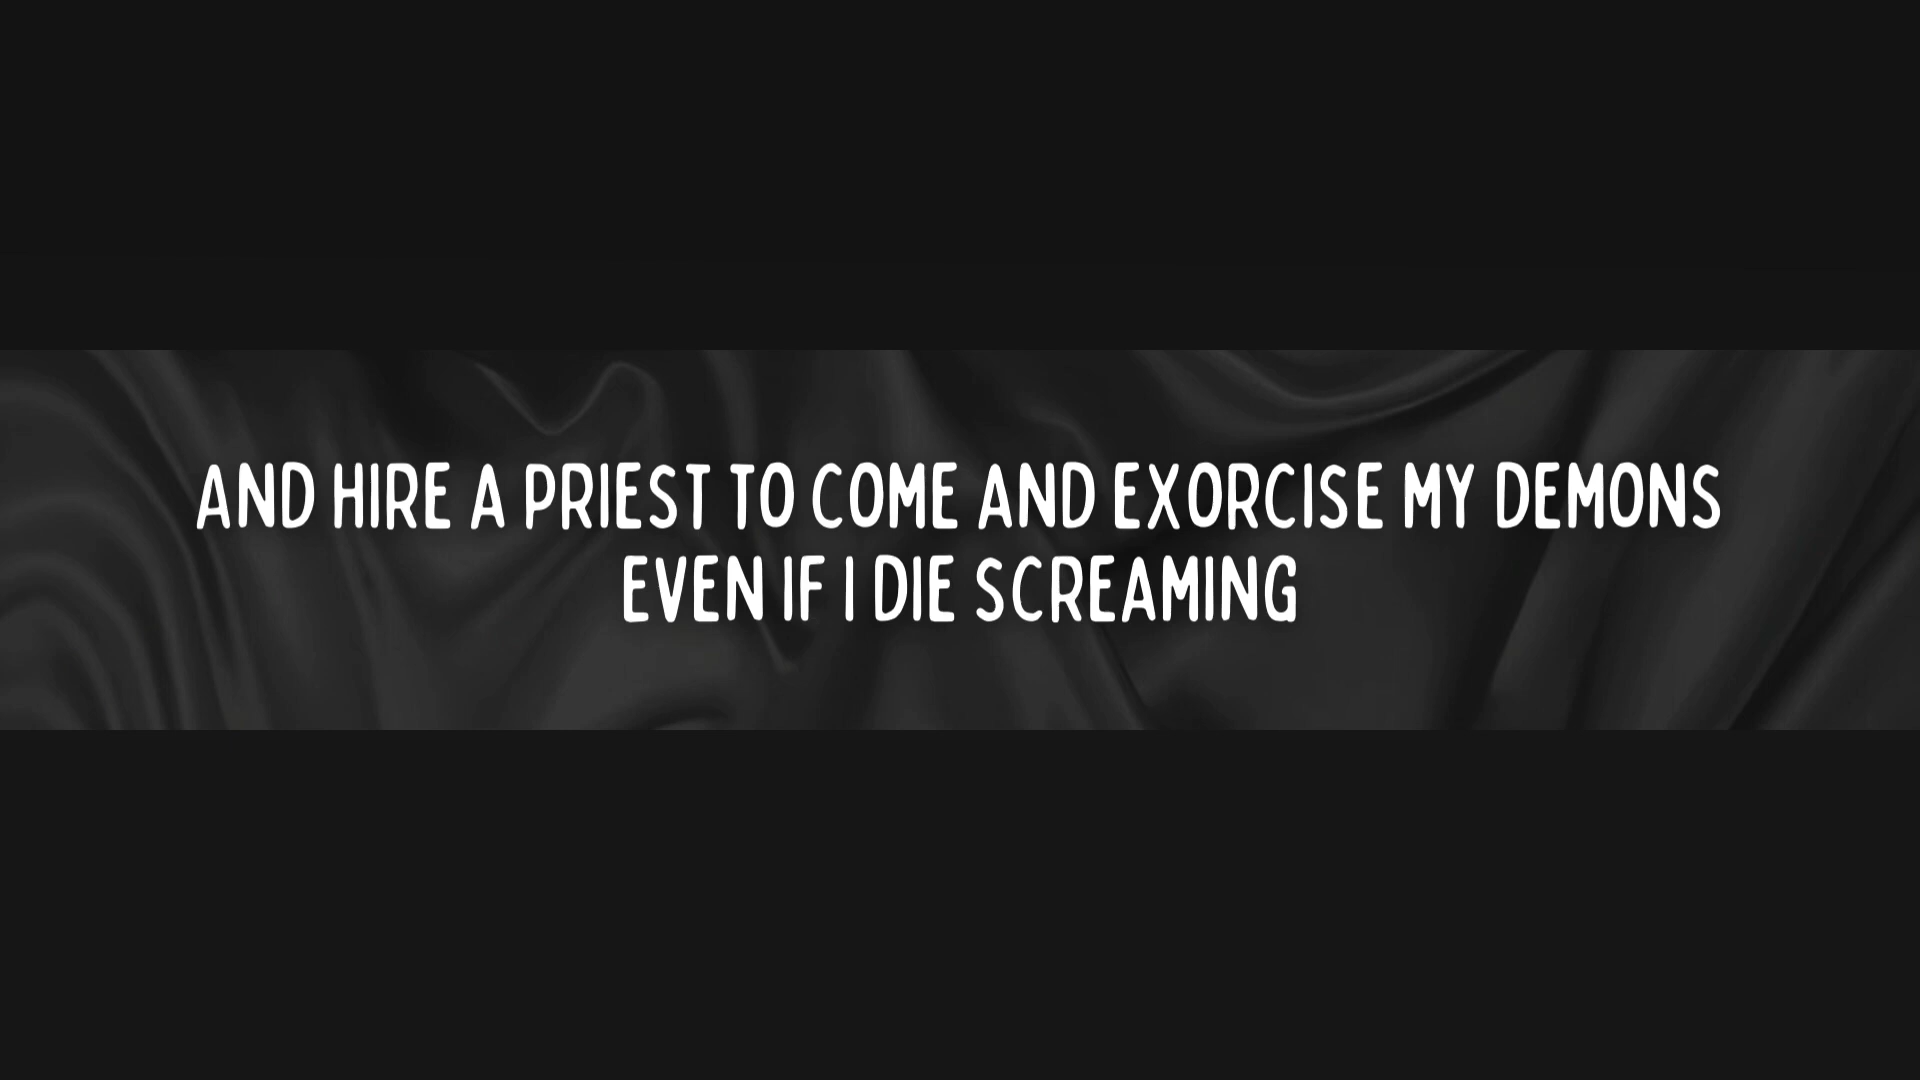 AND HIRE A PRIEST TO COME AND EXORCISE MY DEMONS
EVEN IF I DIE SCREAMING